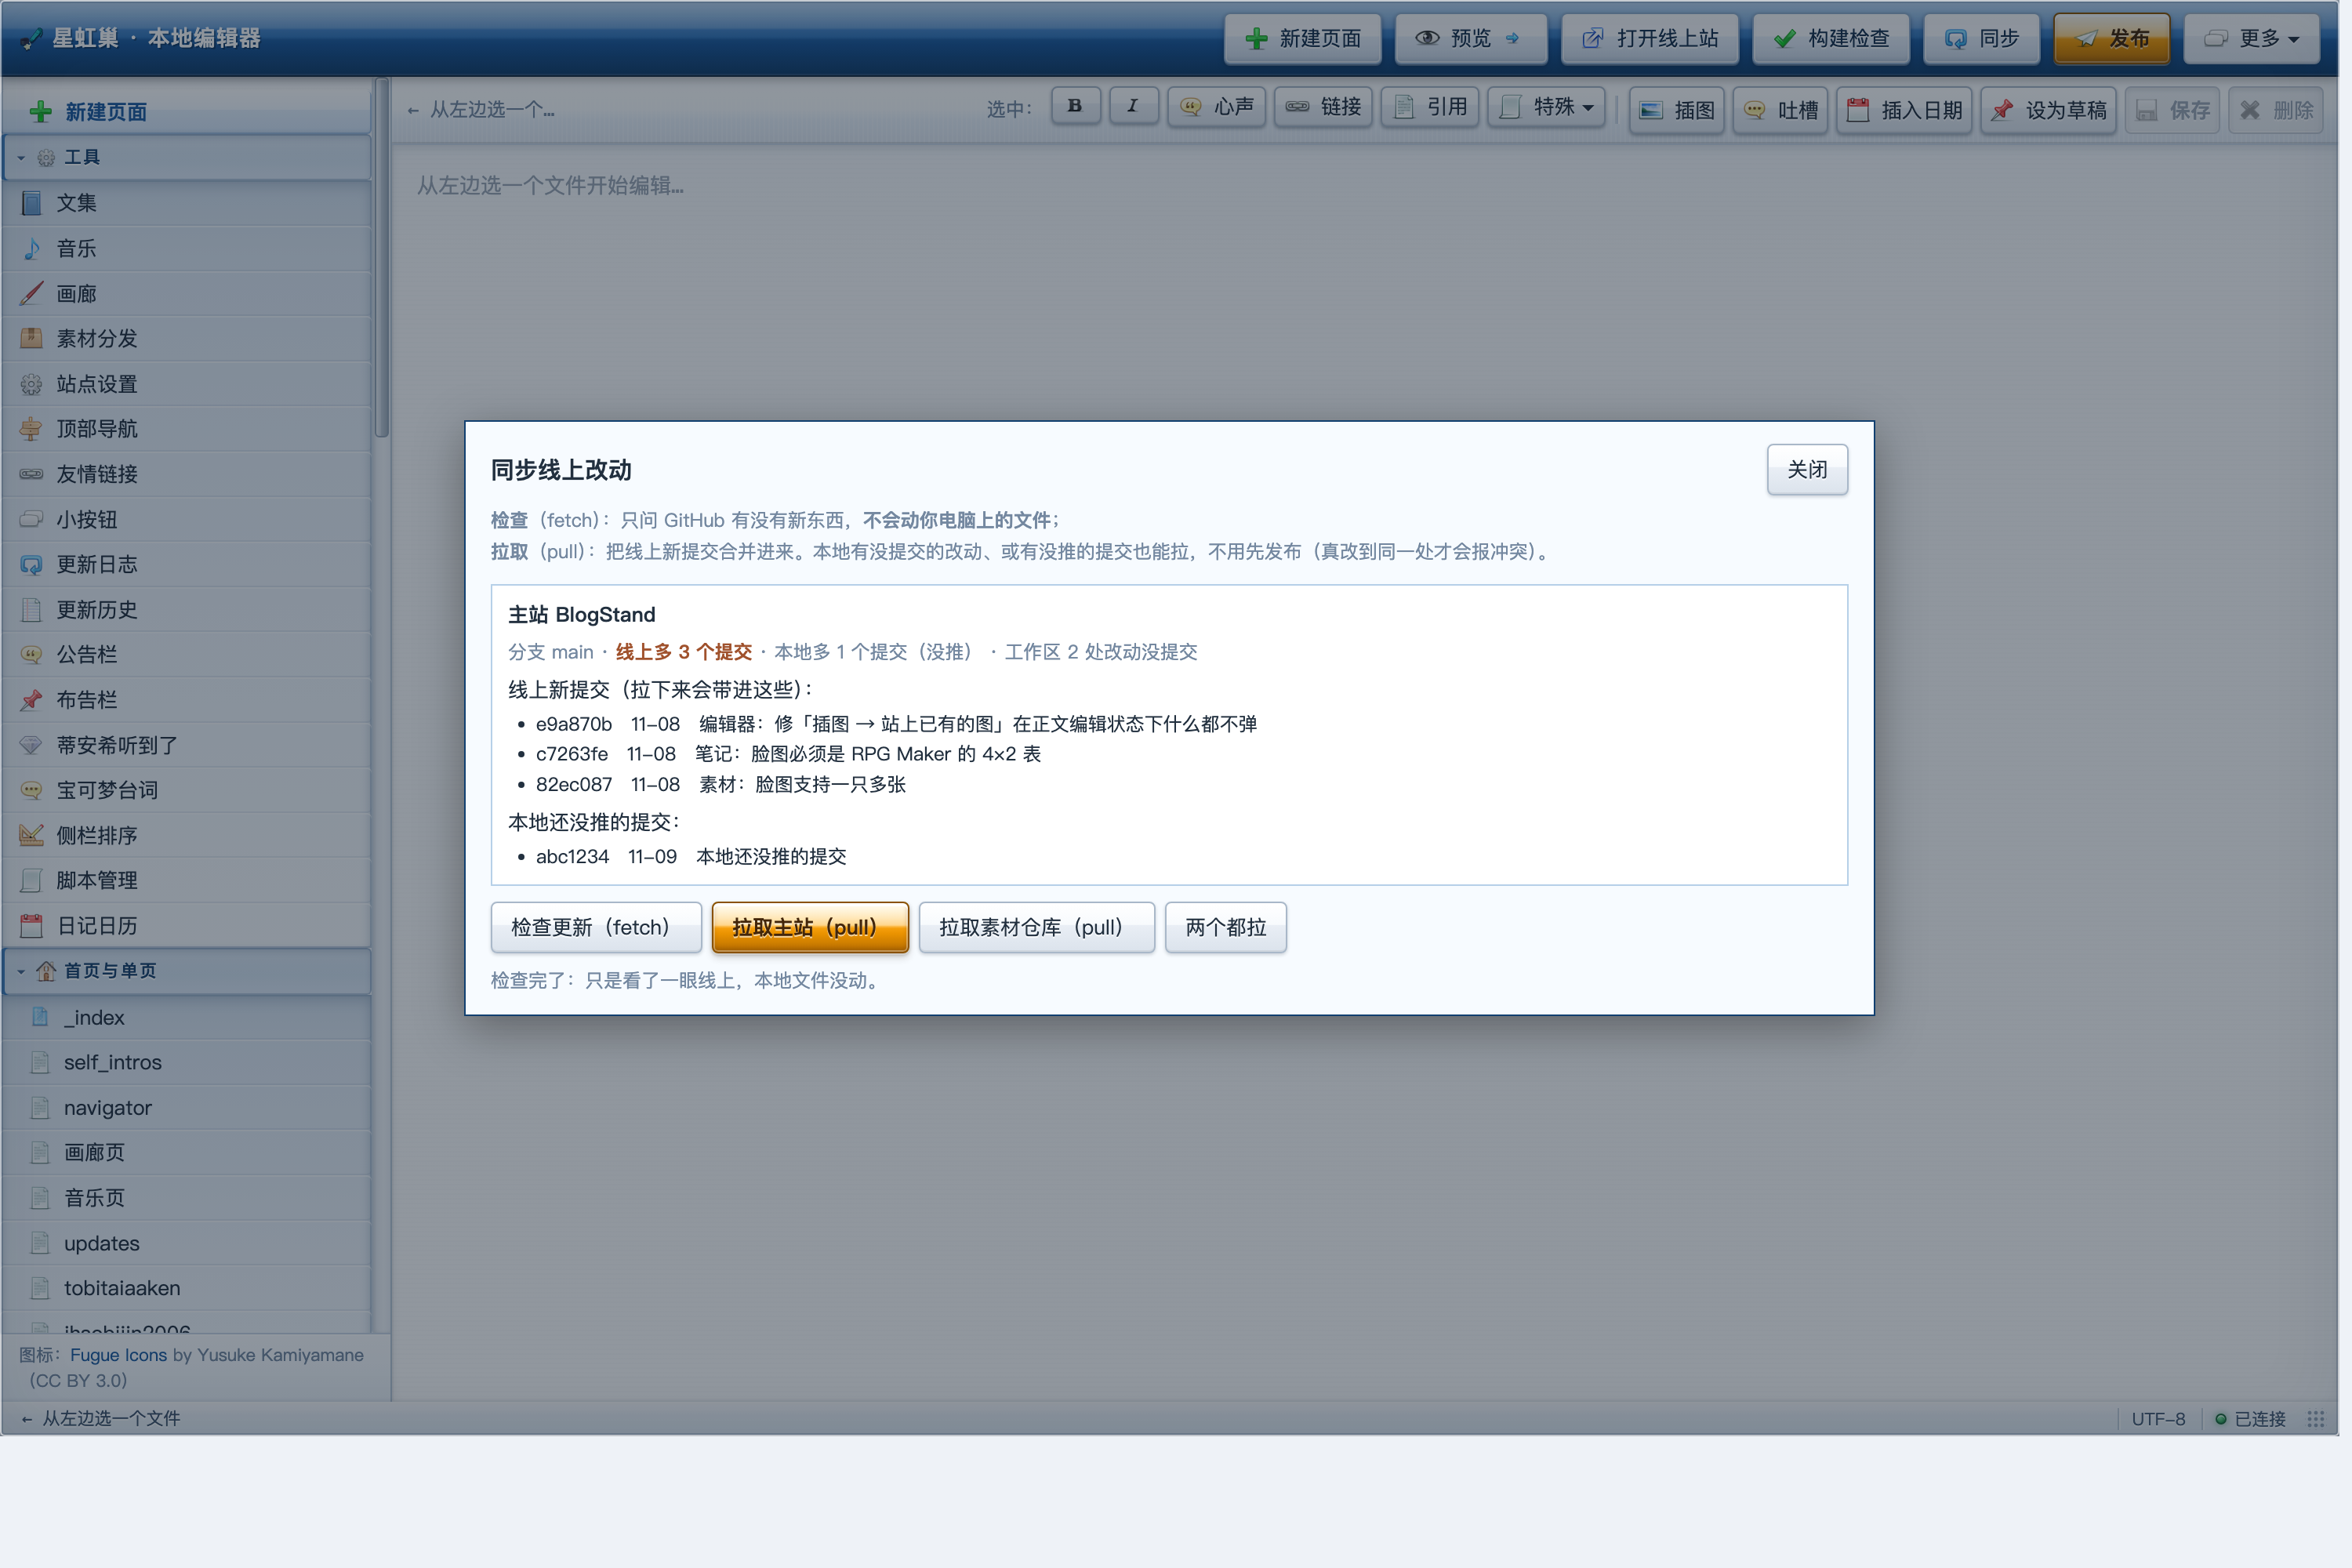 星虹巢 · 本地编辑器
新建页面
预览
打开线上站
构建检查
同步
发布
更多
新建页面
工具
文集
音乐
画廊
素材分发
站点设置
顶部导航
友情链接
小按钮
更新日志
更新历史
公告栏
布告栏
蒂安希听到了
宝可梦台词
侧栏排序
脚本管理
日记日历
首页与单页
_index
self_intros
navigator
画廊页
音乐页
updates
tobitaiaaken
图标：Fugue Icons by Yusuke Kamiyamane
（CC BY 3.0）
← 从左边选一个…
选中：
B
I
心声
链接
引用
特殊
插图
吐槽
插入日期
设为草稿
保存
删除
从左边选一个文件开始编辑…
同步线上改动
关闭
检查（fetch）：只问 GitHub 有没有新东西，不会动你电脑上的文件；
拉取（pull）：把线上新提交合并进来。本地有没提交的改动、或有没推的提交也能拉，不用先发布（真改到同一处才会报冲突）。
主站 BlogStand
分支 main · 线上多 3 个提交 · 本地多 1 个提交（没推） · 工作区 2 处改动没提交
线上新提交（拉下来会带进这些）：
• e9a870b 11-08 编辑器：修「插图 → 站上已有的图」在正文编辑状态下什么都不弹
• c7263fe 11-08 笔记：脸图必须是 RPG Maker 的 4×2 表
• 82ec087 11-08 素材：脸图支持一只多张
本地还没推的提交：
• abc1234 11-09 本地还没推的提交
检查更新（fetch）
拉取主站（pull）
拉取素材仓库（pull）
两个都拉
检查完了：只是看了一眼线上，本地文件没动。
← 从左边选一个文件
UTF-8
已连接